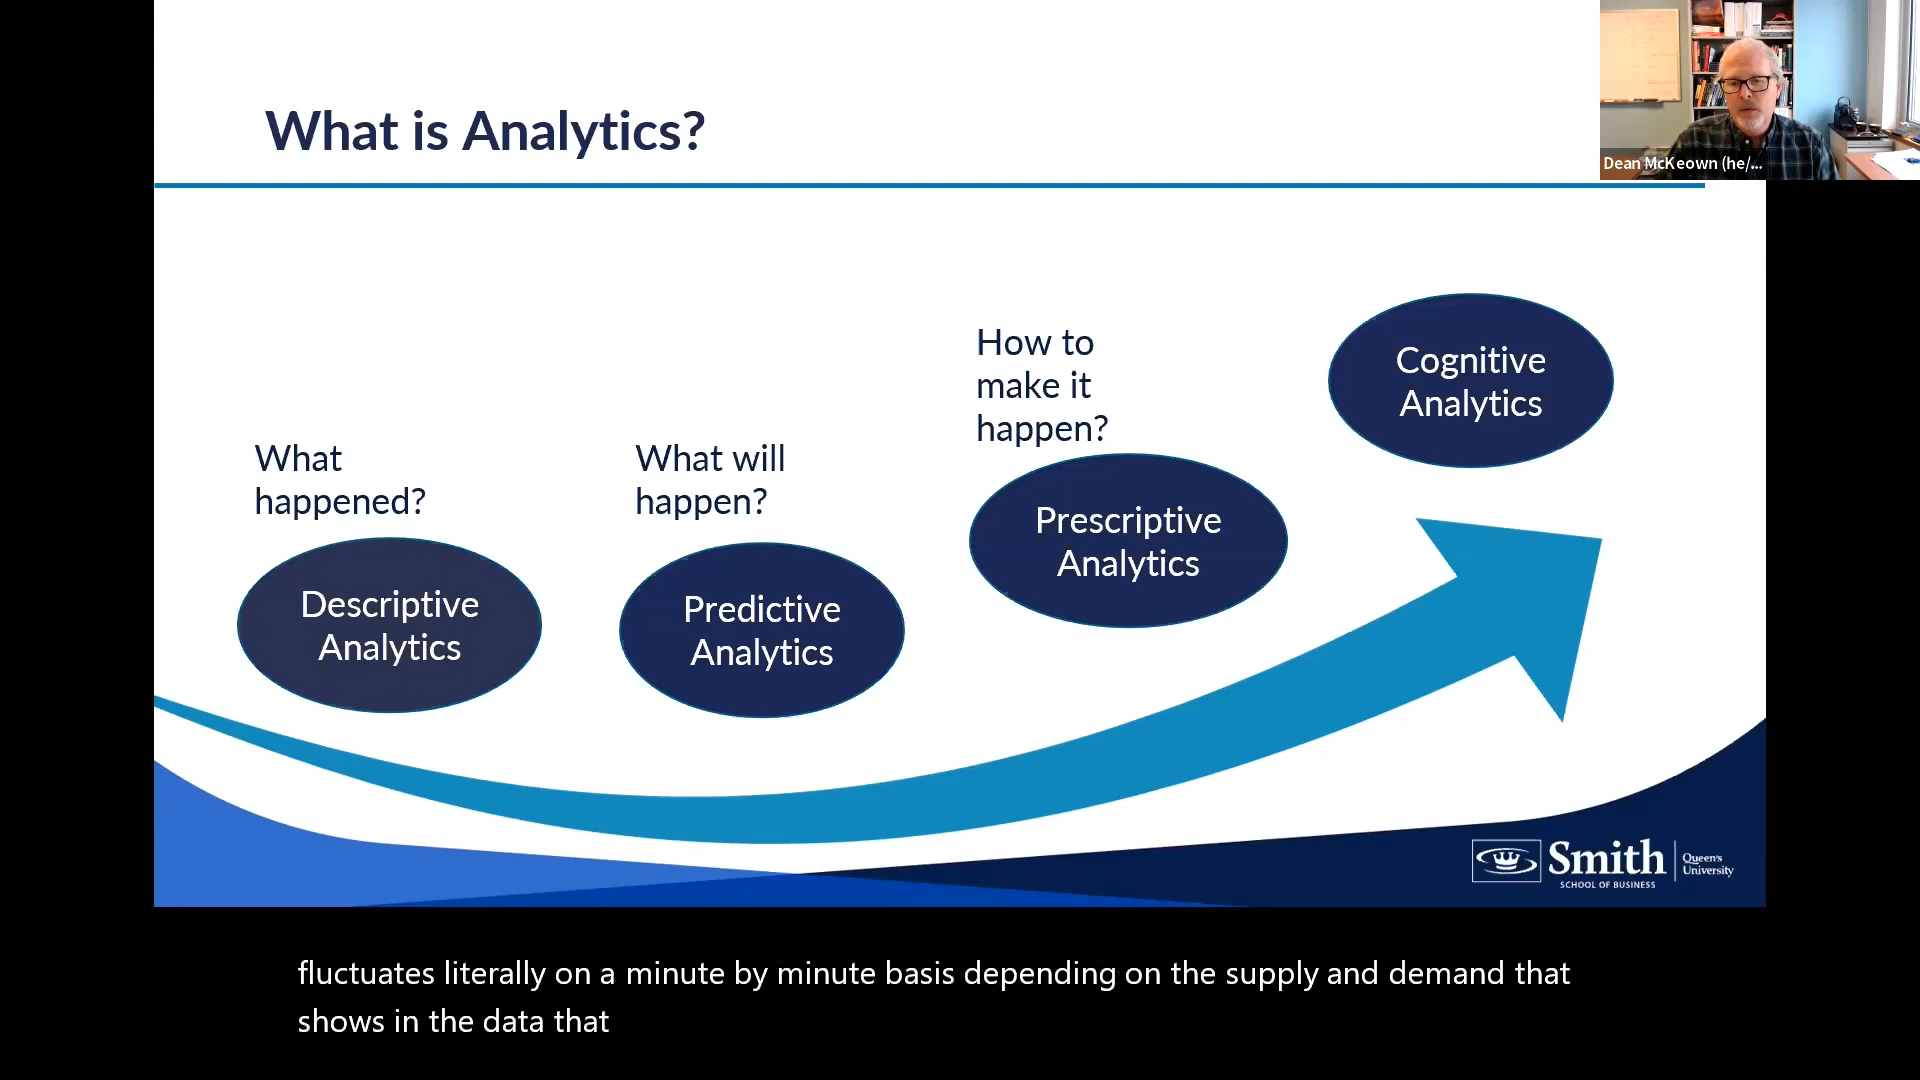 What is Analytics?
Dean McKeown (he/...
How to
make it
happen?
Cognitive
Analytics
What
happened?
What will
happen?
Prescriptive
Analytics
Descriptive
Analytics
Predictive
Analytics
Smith
SCHOOL OF BUSINESS
Queen's
University
fluctuates literally on a minute by minute basis depending on the supply and demand that
shows in the data that